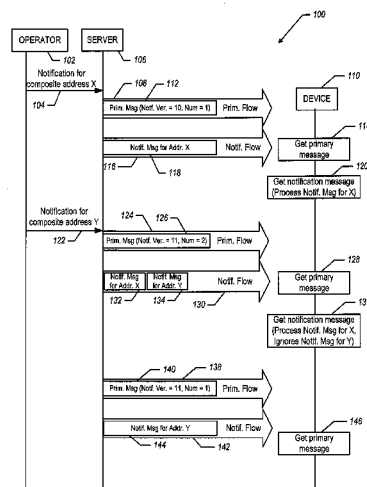 100
OPERATOR
SERVER
102
106
110
Notification for
composite address X
108
112
DEVICE
104
Prim. Msg (Notf. Ver. = 10, Num = 1)
Prim. Flow
Notif. Msg for Addr. X
Notif. Flow
Get primary
message
116
118
Get notification message
(Process Notif. Msg for X)
Notification for
composite address Y
124
126
122
Prim. Msg (Notf. Ver. = 11, Num = 2)
Prim. Flow
128
Notif. Msg
for Addr. X
Notif. Msg
for Addr. Y
Notif. Flow
Get primary
message
132
134
130
Get notification message
(Process Notif. Msg for X,
Ignores Notif. Msg for
Y)
140
138
Prim. Msg (Notf. Ver. = 11, Num = 1)
Prim. Flow
146
Notif. Msg for Addr. Y
Notif. Flow
Get primary
message
144
142